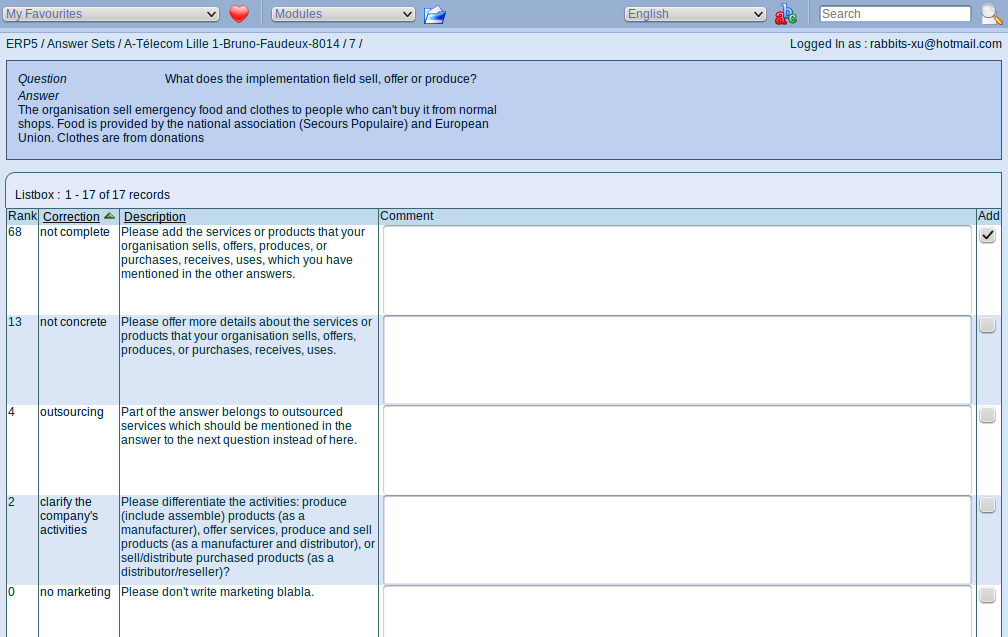 My Favourites Modules English Search
ERP5 / Answer Sets / A-Télecom Lille 1-Bruno-Faudeux-8014 / 7 / Logged In as : rabbits-xu@hotmail.com
Question What does the implementation field sell, offer or produce?
Answer
The organisation sell emergency food and clothes to people who can't buy it from normal
shops. Food is provided by the national association (Secours Populaire) and European
Union. Clothes are from donations
Listbox : 1 - 17 of 17 records
Rank Correction Description Comment Add
68 not complete Please add the services or products that your
organisation sells, offers, produces, or
purchases, receives, uses, which you have
mentioned in the other answers.
13 not concrete Please offer more details about the services or
products that your organisation sells, offers,
produces, or purchases, receives, uses.
4 outsourcing Part of the answer belongs to outsourced
services which should be mentioned in the
answer to the next question instead of here.
2 clarify the Please differentiate the activities: produce
company's (include assemble) products (as a
activities manufacturer), offer services, produce and sell
products (as a manufacturer and distributor), or
sell/distribute purchased products (as a
distributor/reseller)?
0 no marketing Please don't write marketing blabla.